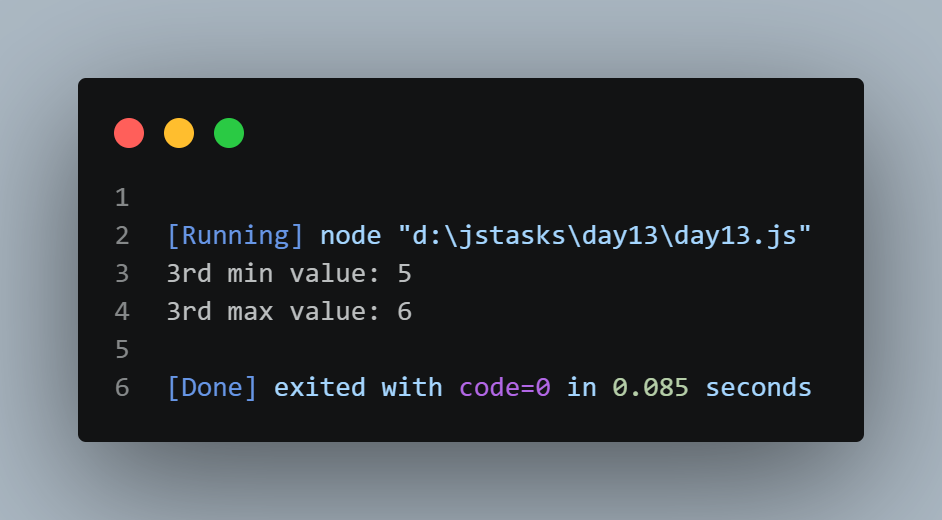 1
2 [Running] node "d:\jstasks\day13\day13.js"
3 3rd min value: 5
4 3rd max value: 6
5
6 [Done] exited with code=0 in 0.085 seconds